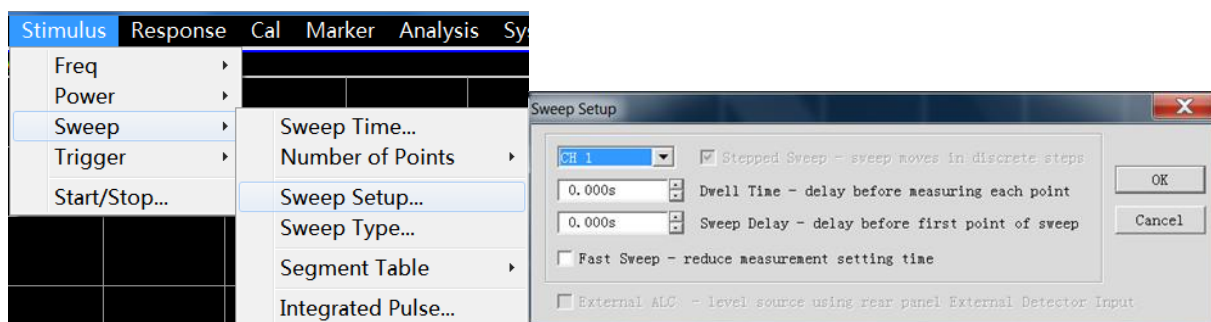 Stimulus Response Cal Marker Analysis Sy
Freq
Power
Sweep
Trigger
Start/Stop...
Sweep Time...
Number of Points
Sweep Setup...
Sweep Type...
Segment Table
Integrated Pulse...
Sweep Setup
CH 1
Stepped Sweep - sweep moves in discrete steps
0.000s Dwell Time - delay before measuring each point
0.000s Sweep Delay - delay before first point of sweep
Fast Sweep - reduce measurement setting time
External ALC - level source using rear panel External Detector Input
OK
Cancel